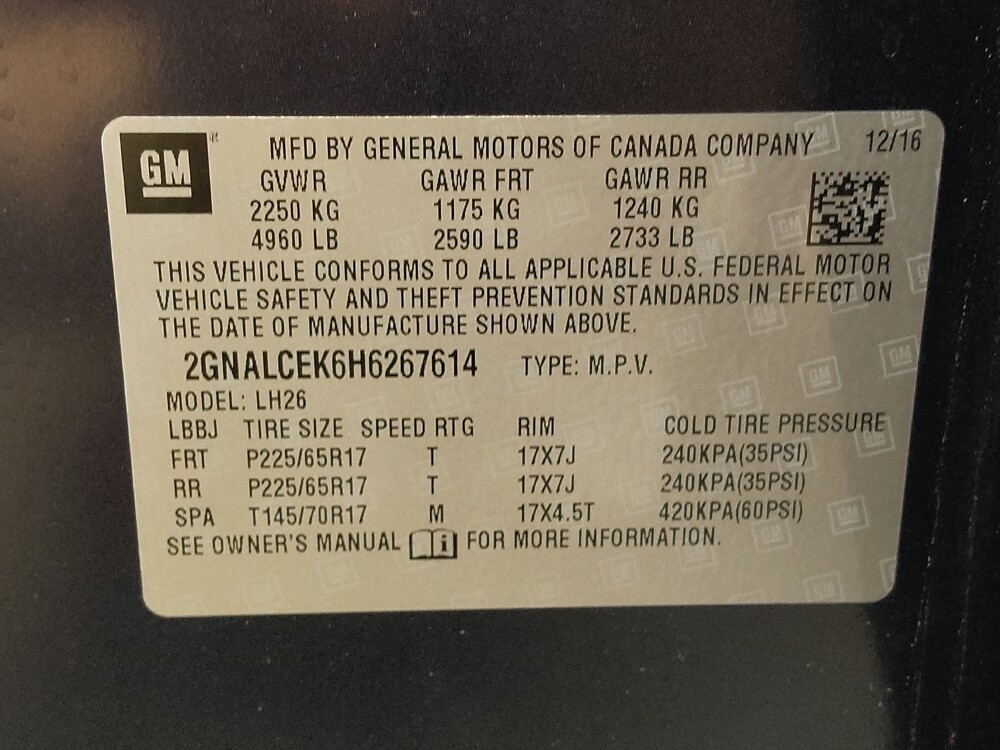 GM
MFD BY GENERAL MOTORS OF CANADA COMPANY 12/16
GVWR GAWR FRT GAWR RR
2250 KG 1175 KG 1240 KG
4960 LB 2590 LB 2733 LB
THIS VEHICLE CONFORMS TO ALL APPLICABLE U.S. FEDERAL MOTOR
VEHICLE SAFETY AND THEFT PREVENTION STANDARDS IN EFFECT ON
THE DATE OF MANUFACTURE SHOWN ABOVE.
2GNALCEK6H6267614 TYPE: M.P.V.
MODEL: LH26
LBBJ TIRE SIZE SPEED RTG RIM COLD TIRE PRESSURE
FRT P225/65R17 T 17X7J 240KPA(35PSI)
RR P225/65R17 T 17X7J 240KPA(35PSI)
SPA T145/70R17 M 17X4.5T 420KPA(60PSI)
SEE OWNER'S MANUAL i FOR MORE INFORMATION.